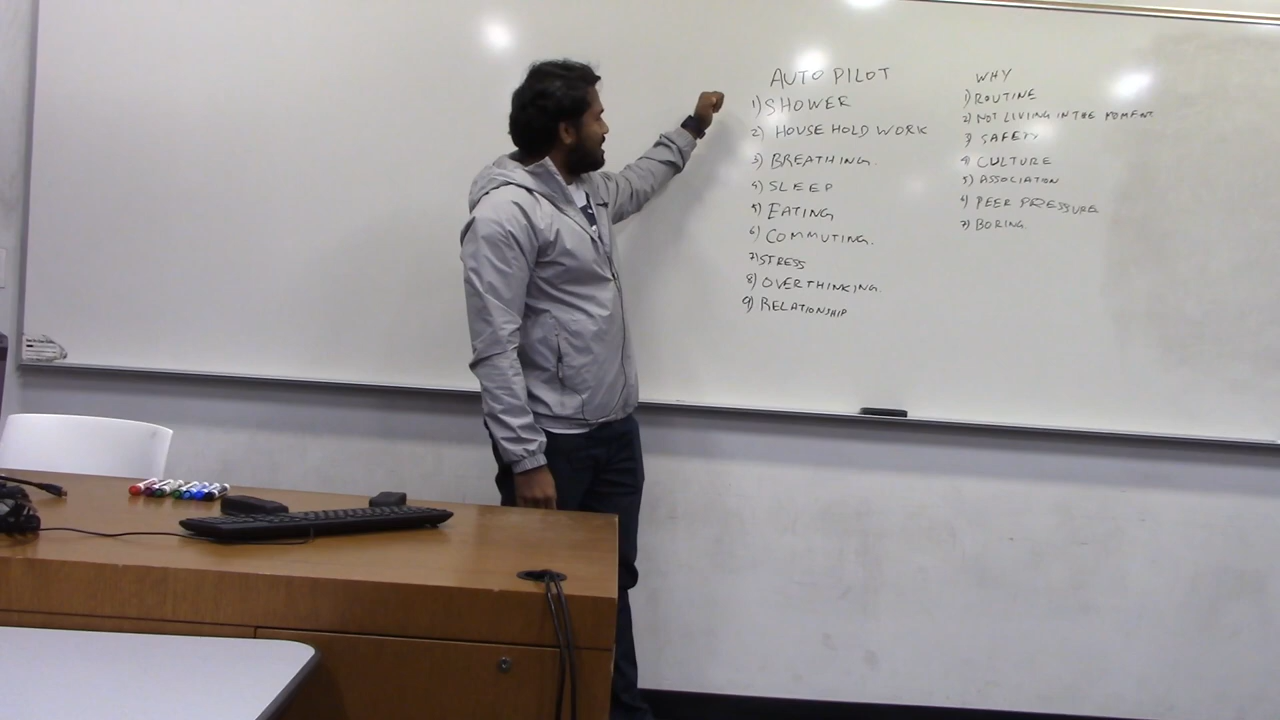 AUTO PILOT
1) SHOWER
2) HOUSE HOLD WORK
3) BREATHING.
4) SLEEP
5) EATING
6) COMMUTING.
7) STRESS
8) OVERTHINKING.
9) RELATIONSHIP
WHY
1) ROUTINE
2) NOT LIVING IN THE MOMENT
3) SAFETY
4) CULTURE
5) ASSOCIATION
6) PEER PRESSURE
7) BORING